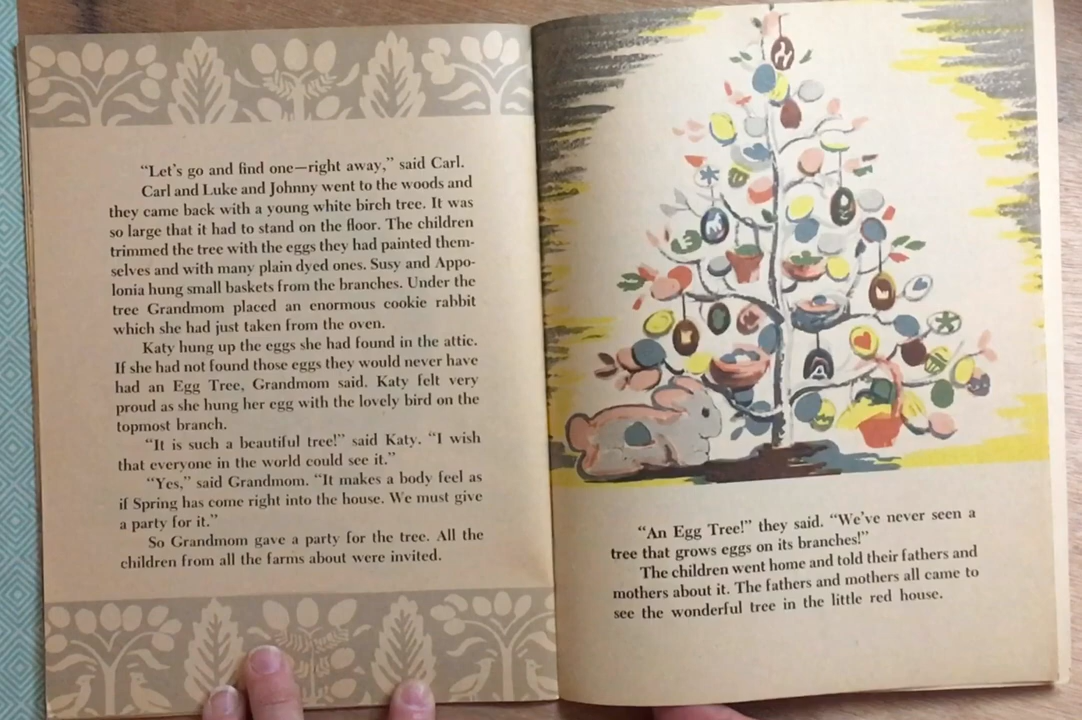 “Let’s go and find one—right away,” said Carl.
Carl and Luke and Johnny went to the woods and
they came back with a young white birch tree. It was
so large that it had to stand on the floor. The children
trimmed the tree with the eggs they had painted them-
selves and with many plain dyed ones. Susy and Appo-
lonia hung small baskets from the branches. Under the
tree Grandmom placed an enormous cookie rabbit
which she had just taken from the oven.
Katy hung up the eggs she had found in the attic.
If she had not found those eggs they would never have
had an Egg Tree, Grandmom said. Katy felt very
proud as she hung her egg with the lovely bird on the
topmost branch.
“It is such a beautiful tree!” said Katy. “I wish
that everyone in the world could see it.”
“Yes,” said Grandmom. “It makes a body feel as
if Spring has come right into the house. We must give
a party for it.”
So Grandmom gave a party for the tree. All the
children from all the farms about were invited.
“An Egg Tree!” they said. “We’ve never seen a
tree that grows eggs on its branches!”
The children went home and told their fathers and
mothers about it. The fathers and mothers all came to
see the wonderful tree in the little red house.